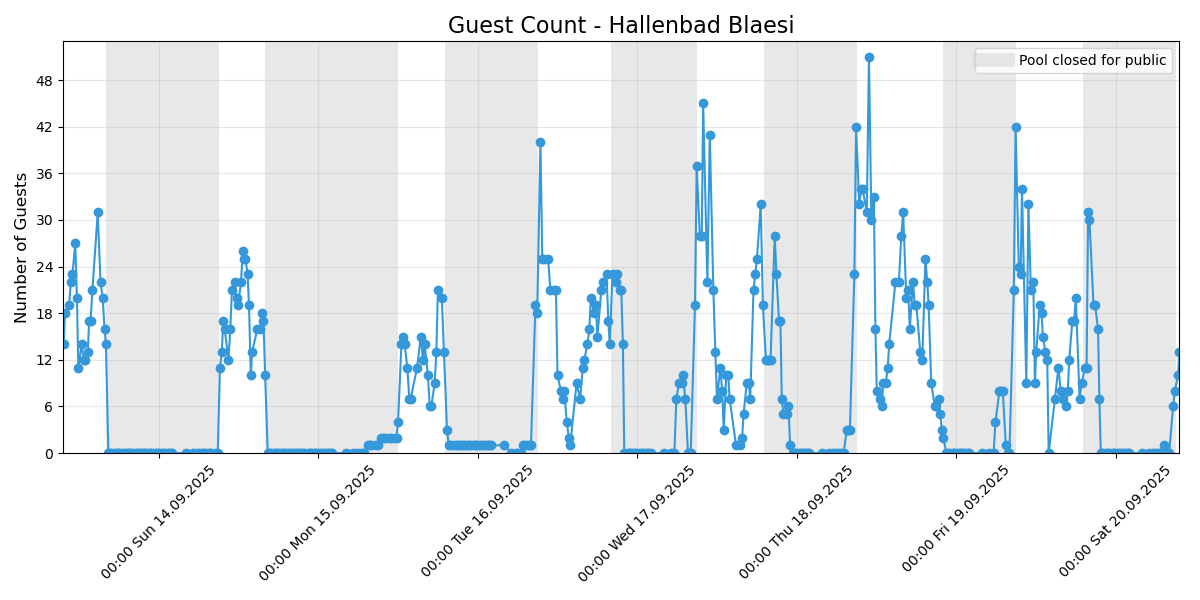 Guest Count - Hallenbad Blaesi
Pool closed for public
Number of Guests
48
42
36
30
24
18
12
6
0
00:00 Sun 14.09.2025
00:00 Mon 15.09.2025
00:00 Tue 16.09.2025
00:00 Wed 17.09.2025
00:00 Thu 18.09.2025
00:00 Fri 19.09.2025
00:00 Sat 20.09.2025